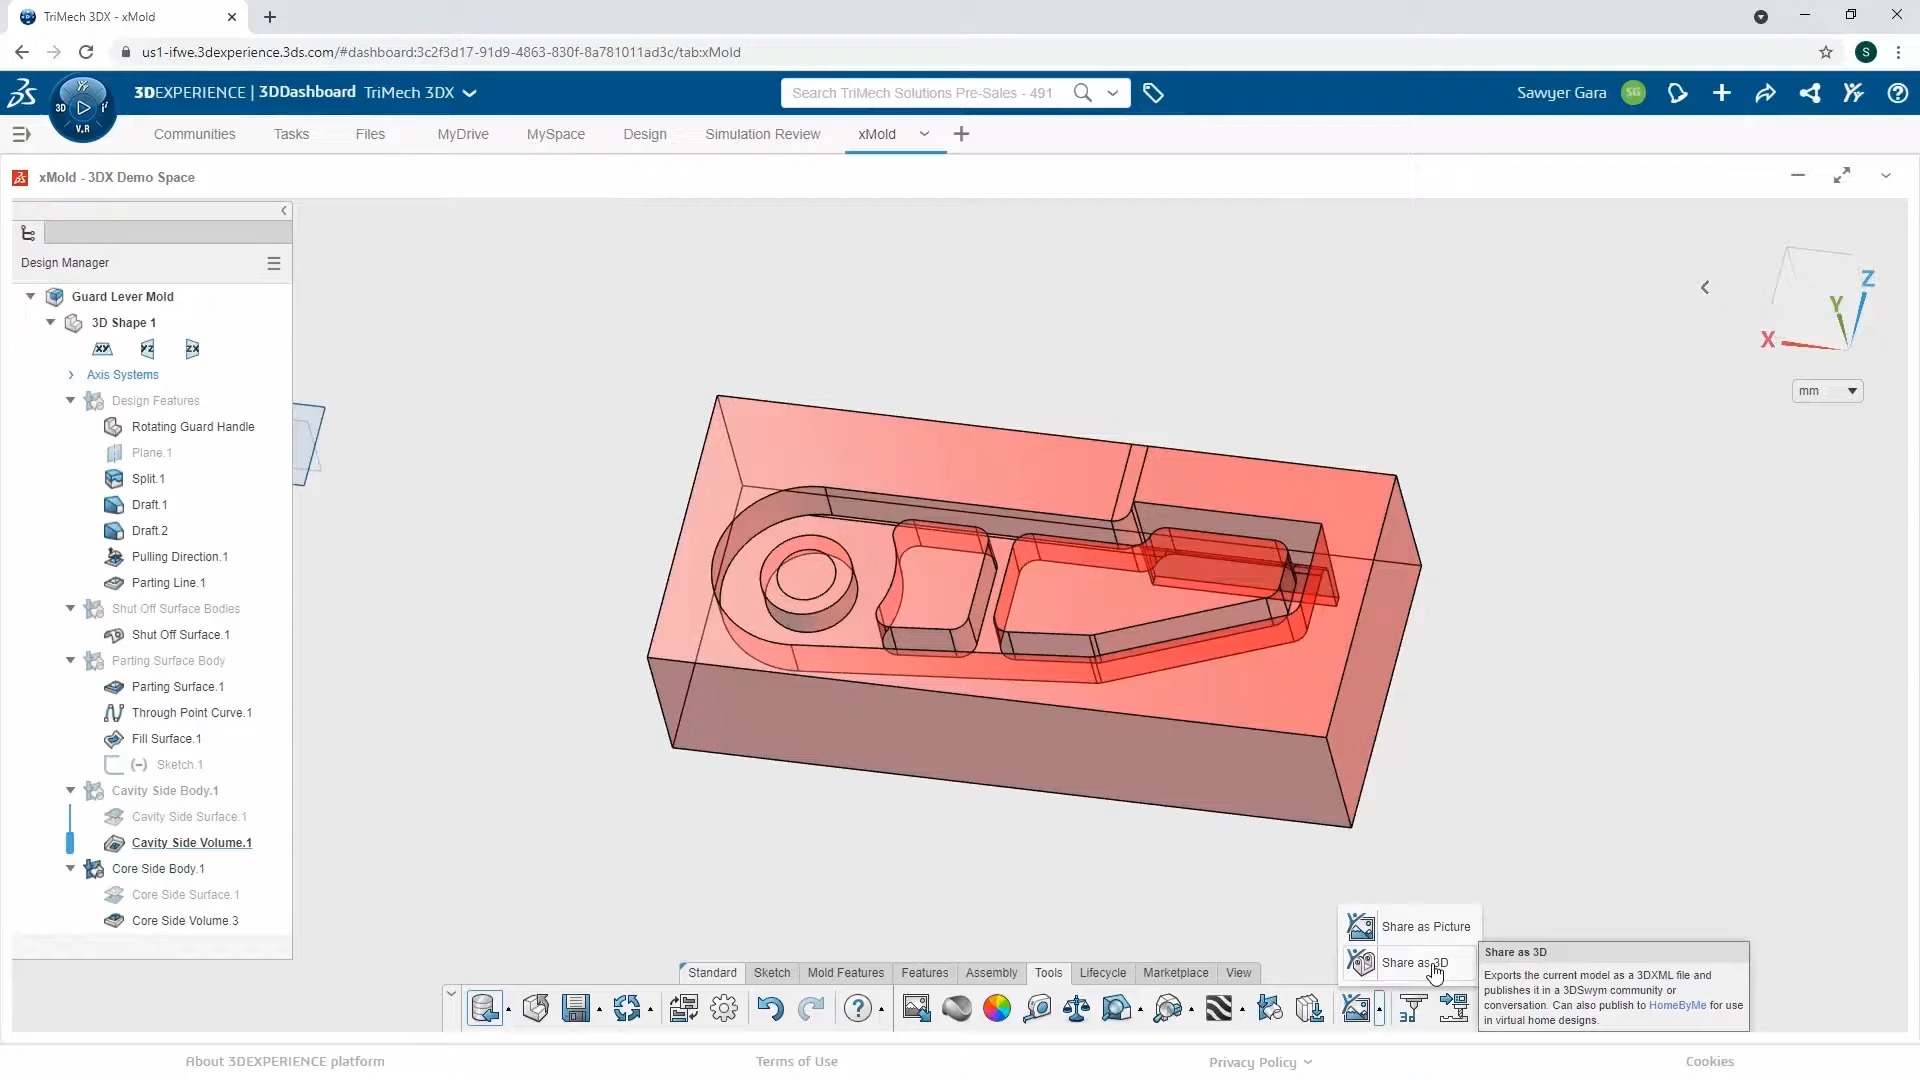 TriMech 3DX - xMold
us1-ifwe.3dexperience.3ds.com/#dashboard:3c2f3d17-91d9-4863-830f-8a781011ad3c/tab:xMold
S
3D
V.R
3DEXPERIENCE | 3DDashboard TriMech 3DX
Search TriMech Solutions Pre-Sales - 491
Sawyer Gara
SG
Communities
Tasks
Files
MyDrive
MySpace
Design
Simulation Review
xMold
xMold - 3DX Demo Space
Design Manager
Guard Lever Mold
3D Shape 1
XY YZ ZX
Axis Systems
Design Features
Rotating Guard Handle
Plane.1
Split.1
Draft.1
Draft.2
Pulling Direction.1
Parting Line.1
Shut Off Surface Bodies
Shut Off Surface.1
Parting Surface Body
Parting Surface.1
Through Point Curve.1
Fill Surface.1
(-) Sketch.1
Cavity Side Body.1
Cavity Side Surface.1
Cavity Side Volume.1
Core Side Body.1
Core Side Surface.1
Core Side Volume.3
Z
Y
X
mm
Share as Picture
Share as 3D
Share as 3D
Exports the current model as a 3DXML file and
publishes it in a 3DSwym community or
conversation. Can also publish to HomeByMe for use
in virtual home designs.
Standard
Sketch
Mold Features
Features
Assembly
Tools
Lifecycle
Marketplace
View
3d
About 3DEXPERIENCE platform
Terms of Use
Privacy Policy
Cookies